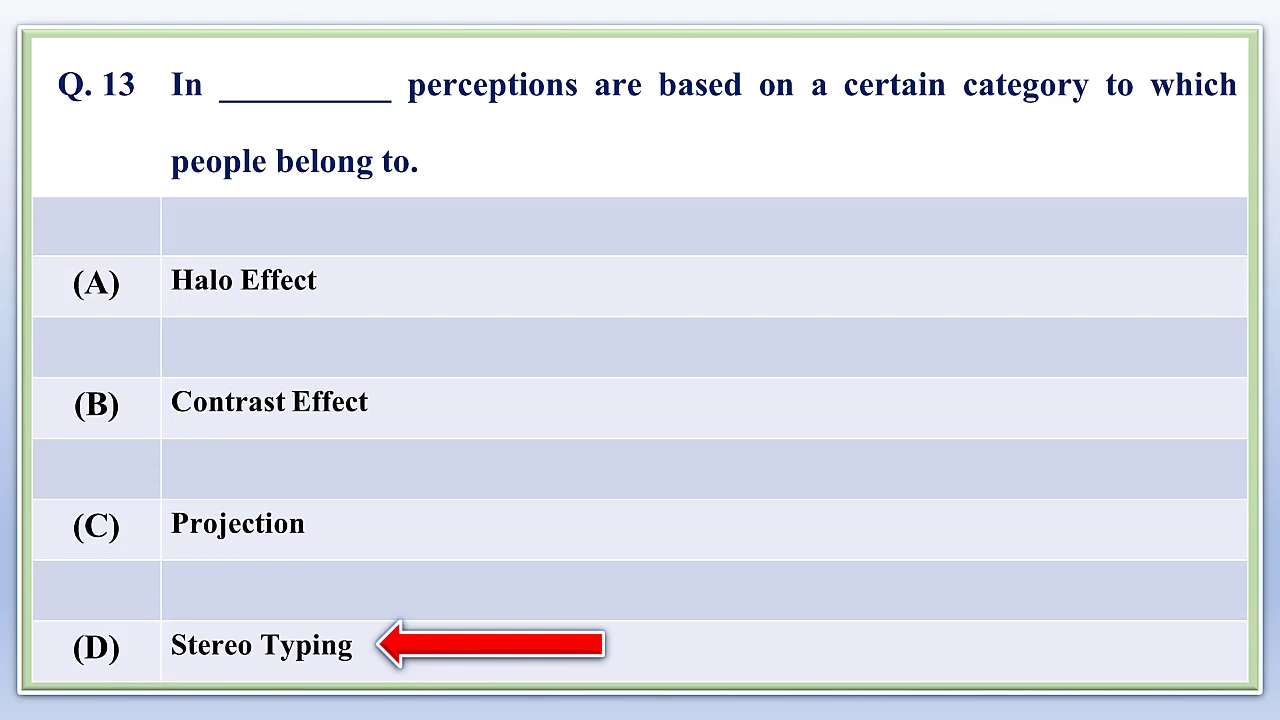 Q. 13 In __________ perceptions are based on a certain category to which
people belong to.
(A) Halo Effect
(B) Contrast Effect
(C) Projection
(D) Stereo Typing